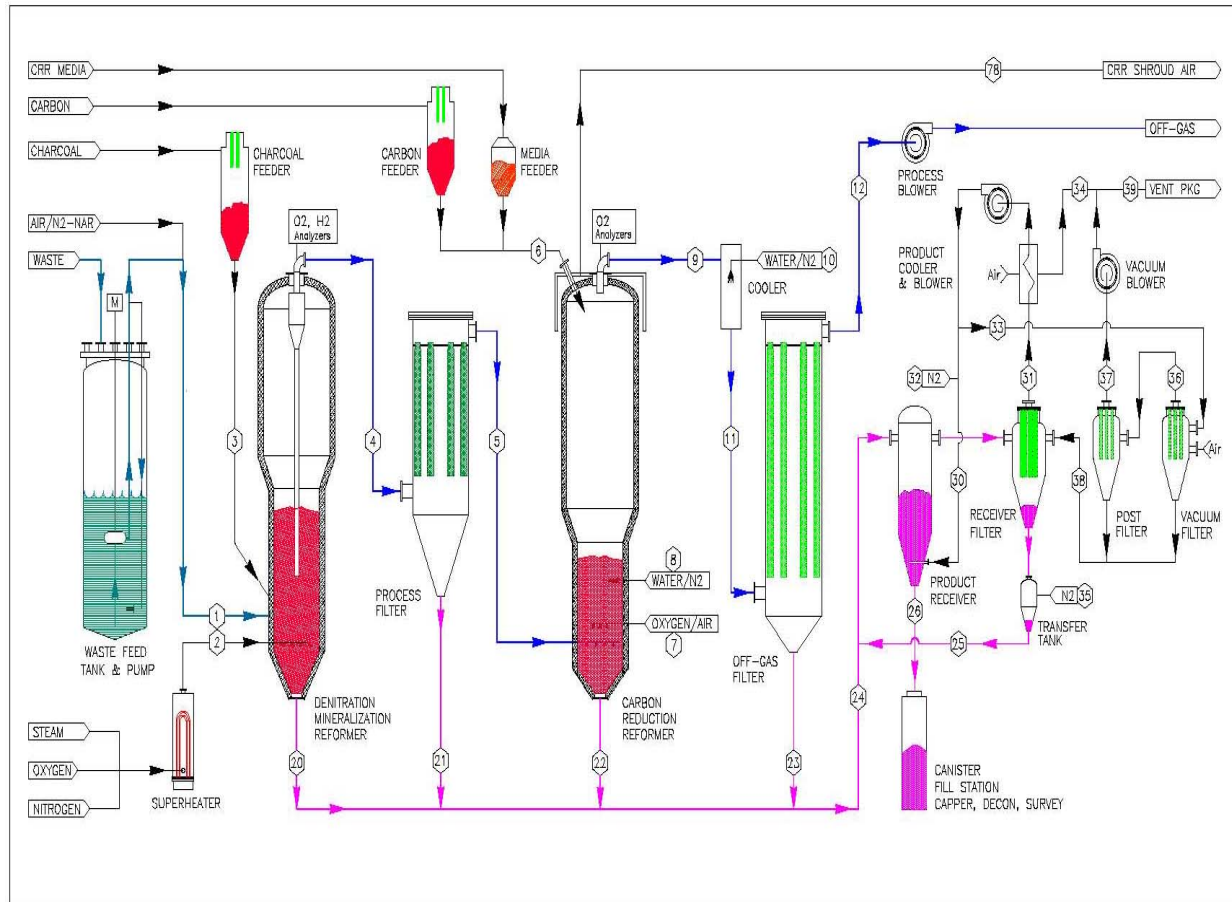 CRR MEDIA
CARBON
CHARCOAL
AIR/N2-NAR
WASTE
M
WASTE FEED
TANK & PUMP
STEAM
OXYGEN
NITROGEN
SUPERHEATER
1
2
CHARCOAL
FEEDER
3
O2, H2
Analyzers
DENITRATION
MINERALIZATION
REFORMER
20
4
PROCESS
FILTER
21
5
CARBON
FEEDER
MEDIA
FEEDER
6
O2
Analyzers
8
WATER/N2
OXYGEN/AIR
7
CARBON
REDUCTION
REFORMER
22
9
WATER/N2
10
COOLER
11
OFF-GAS
FILTER
23
12
78
CRR SHROUD AIR
OFF-GAS
PROCESS
BLOWER
34
39
VENT PKG
PRODUCT
COOLER
& BLOWER
Air
VACUUM
BLOWER
33
32
N2
31
37
36
Air
30
38
RECEIVER
FILTER
POST
FILTER
VACUUM
FILTER
PRODUCT
RECEIVER
26
N2
35
TRANSFER
TANK
25
24
CANISTER
FILL STATION
CAPPER, DECON, SURVEY